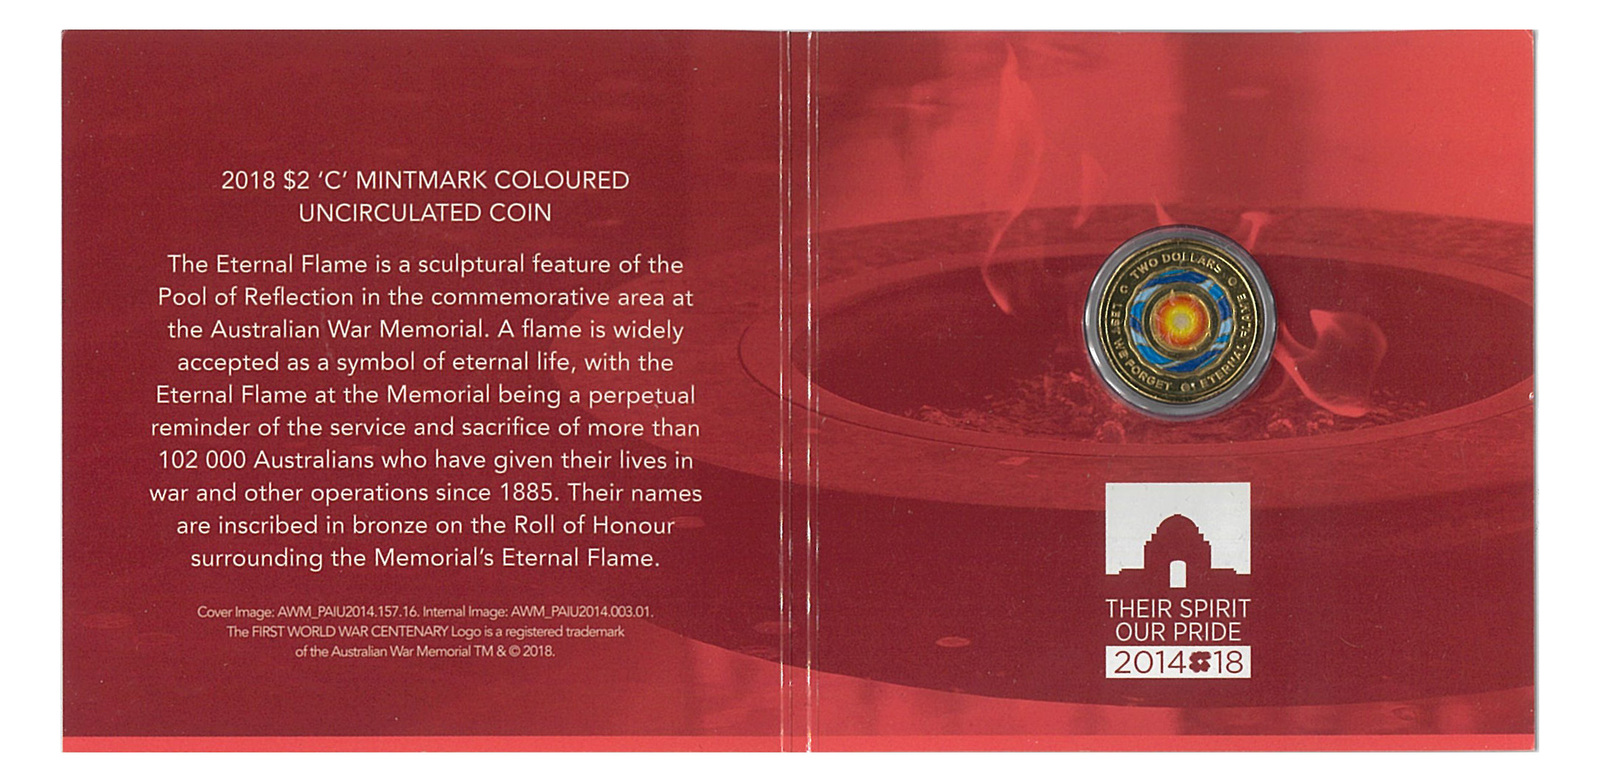 2018 $2 ‘C’ MINTMARK COLOURED
UNCIRCULATED COIN
The Eternal Flame is a sculptural feature of the
Pool of Reflection in the commemorative area at
the Australian War Memorial. A flame is widely
accepted as a symbol of eternal life, with the
Eternal Flame at the Memorial being a perpetual
reminder of the service and sacrifice of more than
102 000 Australians who have given their lives in
war and other operations since 1885. Their names
are inscribed in bronze on the Roll of Honour
surrounding the Memorial’s Eternal Flame.
Cover Image: AWM_PAIU2014.157.16. Internal Image: AWM_PAIU2014.003.01.
The FIRST WORLD WAR CENTENARY Logo is a registered trademark
of the Australian War Memorial TM & © 2018.
TWO DOLLARS
C LEST WE FORGET
ETERNAL FLAME
THEIR SPIRIT
OUR PRIDE
2014 18